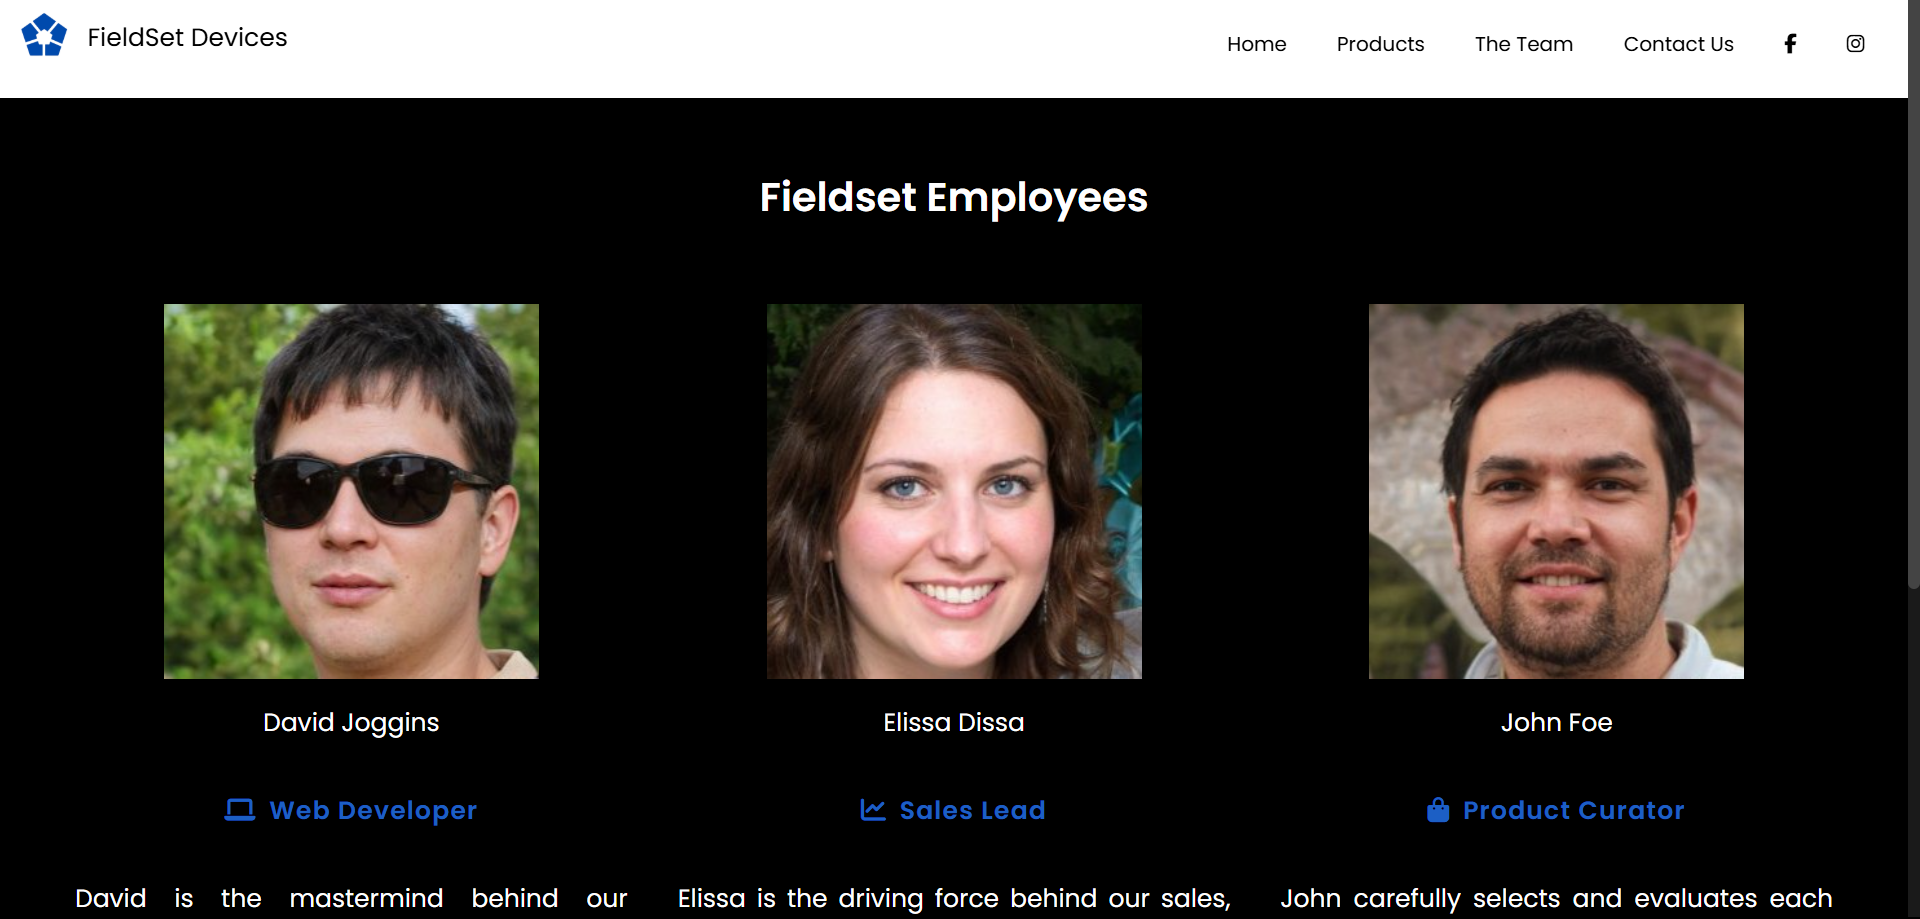 FieldSet Devices
Home Products The Team Contact Us
Fieldset Employees
David Joggins
Elissa Dissa
John Foe
Web Developer
Sales Lead
Product Curator
David is the mastermind behind our
Elissa is the driving force behind our sales,
John carefully selects and evaluates each